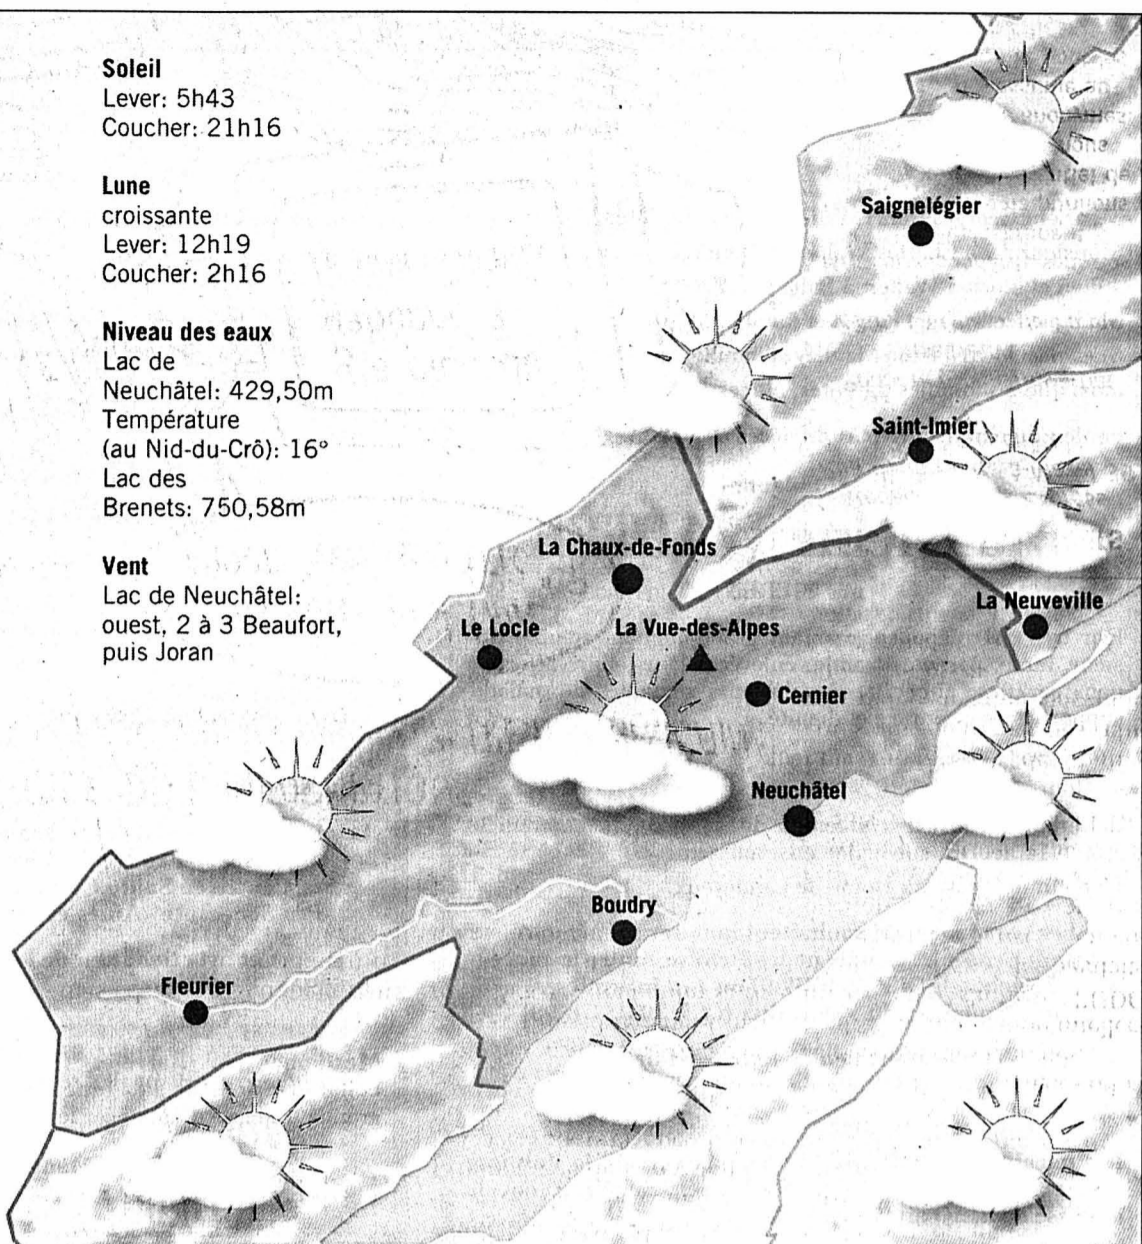 Soleil
Lever: 5h43
Coucher: 21h16
Lune
croissante
Lever: 12h19
Coucher: 2h16
Niveau des eaux
Lac de
Neuchâtel: 429,50m
Température
(au Nid-du-Crô): 16°
Lac des
Brenets: 750,58m
Vent
Lac de Neuchâtel:
ouest, 2 à 3 Beaufort,
puis Joran
Saignelégier
Saint-Imier
La Chaux-de-Fonds
La Neuveville
Le Locle
La Vue-des-Alpes
Cernier
Neuchâtel
Boudry
Fleurier